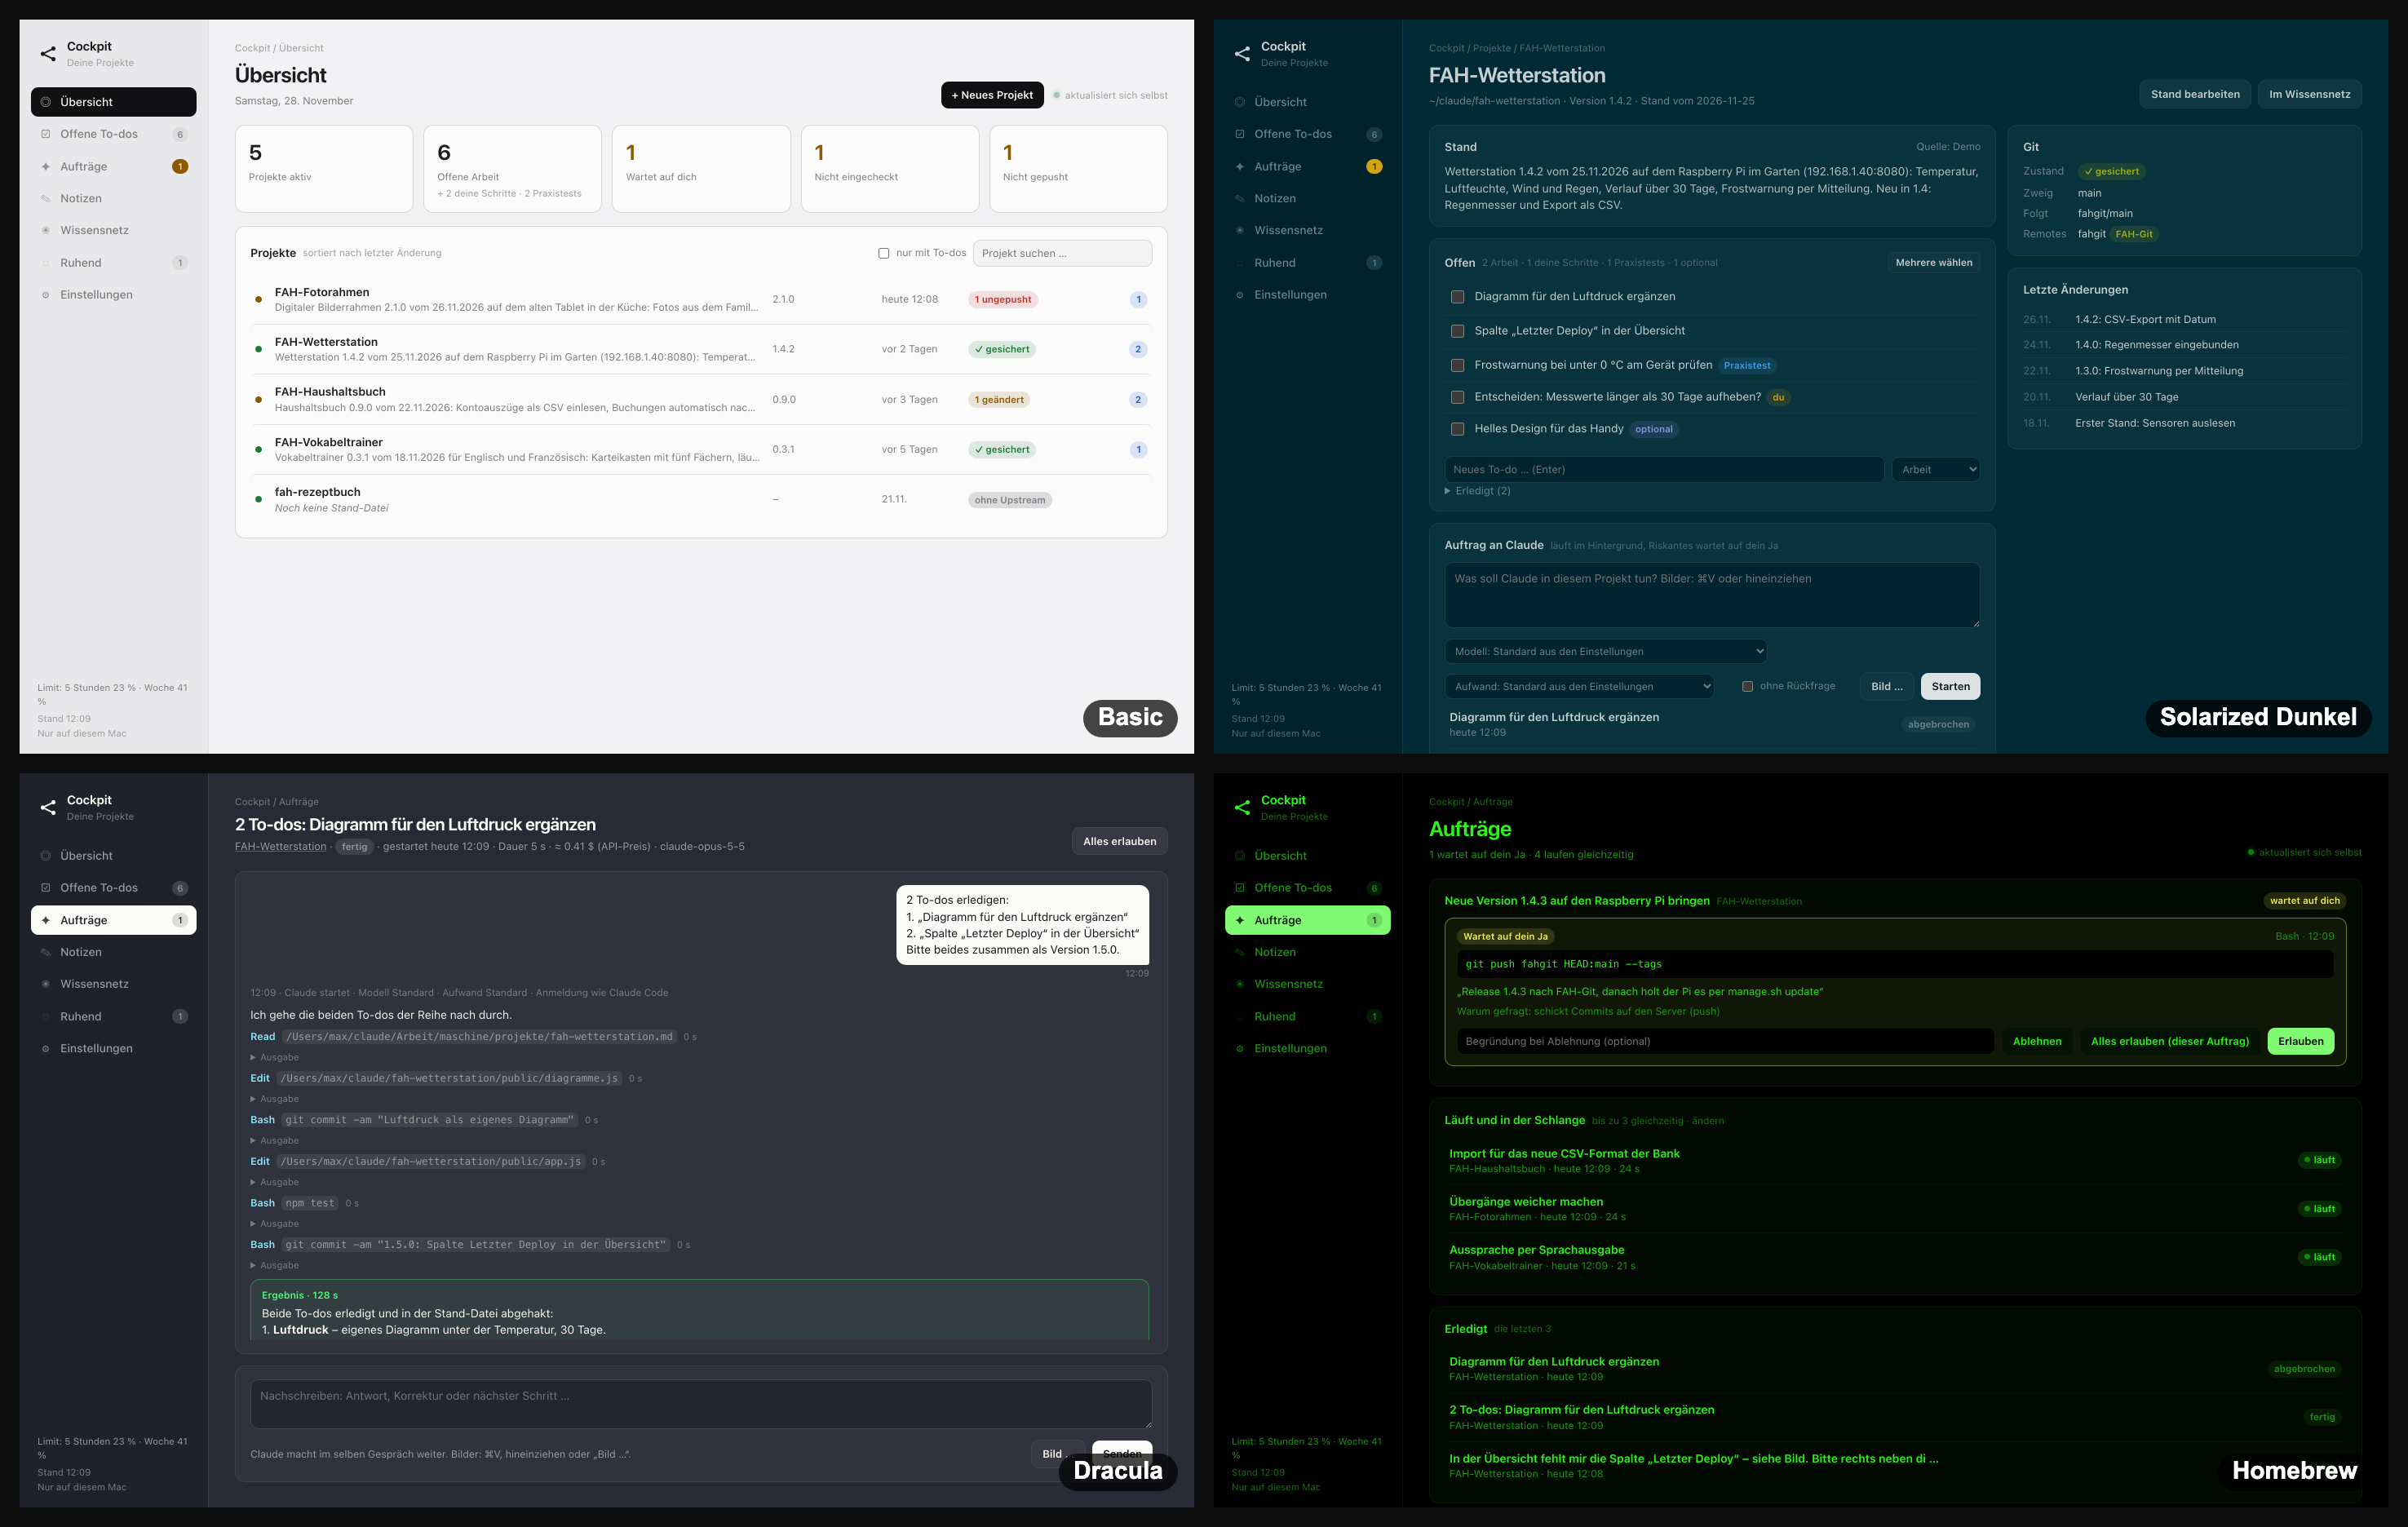 Cockpit
Deine Projekte
Übersicht
Offene To-dos 6
Aufträge 1
Notizen
Wissensnetz
Ruhend 1
Einstellungen
Limit: 5 Stunden 23 % · Woche 41
%
Stand 12:09
Nur auf diesem Mac
Cockpit / Übersicht
Übersicht
Samstag, 28. November
+ Neues Projekt aktualisiert sich selbst
5
Projekte aktiv
6
Offene Arbeit
+ 2 deine Schritte · 2 Praxistests
1
Wartet auf dich
1
Nicht eingecheckt
1
Nicht gepusht
Projekte sortiert nach letzter Änderung nur mit To-dos Projekt suchen ...
FAH-Fotorahmen 2.1.0 heute 12:08 1 ungepusht 1
Digitaler Bilderrahmen 2.1.0 vom 26.11.2026 auf dem alten Tablet in der Küche: Fotos aus dem Famil...
FAH-Wetterstation 1.4.2 vor 2 Tagen ✓ gesichert 2
Wetterstation 1.4.2 vom 25.11.2026 auf dem Raspberry Pi im Garten (192.168.1.40:8080): Temperat...
FAH-Haushaltsbuch 0.9.0 vor 3 Tagen 1 geändert 2
Haushaltsbuch 0.9.0 vom 22.11.2026: Kontoauszüge als CSV einlesen, Buchungen automatisch nac...
FAH-Vokabeltrainer 0.3.1 vor 5 Tagen ✓ gesichert 1
Vokabeltrainer 0.3.1 vom 18.11.2026 für Englisch und Französisch: Karteikasten mit fünf Fächern, läu...
fah-rezeptbuch – 21.11. ohne Upstream
Noch keine Stand-Datei
Basic
Cockpit
Deine Projekte
Übersicht
Offene To-dos 6
Aufträge 1
Notizen
Wissensnetz
Ruhend 1
Einstellungen
Limit: 5 Stunden 23 % · Woche 41
%
Stand 12:09
Nur auf diesem Mac
Cockpit / Projekte / FAH-Wetterstation
FAH-Wetterstation
~/claude/fah-wetterstation · Version 1.4.2 · Stand vom 2026-11-25
Stand bearbeiten Im Wissensnetz
Stand Quelle: Demo
Wetterstation 1.4.2 vom 25.11.2026 auf dem Raspberry Pi im Garten (192.168.1.40:8080): Temperatur,
Luftfeuchte, Wind und Regen, Verlauf über 30 Tage, Frostwarnung per Mitteilung. Neu in 1.4:
Regenmesser und Export als CSV.
Offen 2 Arbeit · 1 deine Schritte · 1 Praxistests · 1 optional Mehrere wählen
Diagramm für den Luftdruck ergänzen
Spalte „Letzter Deploy“ in der Übersicht
Frostwarnung bei unter 0 °C am Gerät prüfen Praxistest
Entscheiden: Messwerte länger als 30 Tage aufheben? du
Helles Design für das Handy optional
Neues To-do ... (Enter) Arbeit
▶ Erledigt (2)
Auftrag an Claude läuft im Hintergrund, Riskantes wartet auf dein Ja
Was soll Claude in diesem Projekt tun? Bilder: ⌘V oder hineinziehen
Modell: Standard aus den Einstellungen
Aufwand: Standard aus den Einstellungen ohne Rückfrage Bild ... Starten
Diagramm für den Luftdruck ergänzen abgebrochen
heute 12:09
Git
Zustand ✓ gesichert
Zweig main
Folgt fahgit/main
Remotes fahgit FAH-Git
Letzte Änderungen
26.11. 1.4.2: CSV-Export mit Datum
24.11. 1.4.0: Regenmesser eingebunden
22.11. 1.3.0: Frostwarnung per Mitteilung
20.11. Verlauf über 30 Tage
18.11. Erster Stand: Sensoren auslesen
Solarized Dunkel
Cockpit
Deine Projekte
Übersicht
Offene To-dos 6
Aufträge 1
Notizen
Wissensnetz
Ruhend 1
Einstellungen
Limit: 5 Stunden 23 % · Woche 41
%
Stand 12:09
Nur auf diesem Mac
Cockpit / Aufträge
2 To-dos: Diagramm für den Luftdruck ergänzen
FAH-Wetterstation · fertig · gestartet heute 12:09 · Dauer 5 s · ≈ 0.41 $ (API-Preis) · claude-opus-5-5
Alles erlauben
2 To-dos erledigen:
1. „Diagramm für den Luftdruck ergänzen“
2. „Spalte „Letzter Deploy“ in der Übersicht“
Bitte beides zusammen als Version 1.5.0.
12:09
12:09 · Claude startet · Modell Standard · Aufwand Standard · Anmeldung wie Claude Code
Ich gehe die beiden To-dos der Reihe nach durch.
Read /Users/max/claude/Arbeit/maschine/projekte/fah-wetterstation.md 0 s
▶ Ausgabe
Edit /Users/max/claude/fah-wetterstation/public/diagramme.js 0 s
▶ Ausgabe
Bash git commit -am "Luftdruck als eigenes Diagramm" 0 s
▶ Ausgabe
Edit /Users/max/claude/fah-wetterstation/public/app.js 0 s
▶ Ausgabe
Bash npm test 0 s
▶ Ausgabe
Bash git commit -am "1.5.0: Spalte Letzter Deploy in der Übersicht" 0 s
▶ Ausgabe
Ergebnis · 128 s
Beide To-dos erledigt und in der Stand-Datei abgehakt:
1. Luftdruck – eigenes Diagramm unter der Temperatur, 30 Tage.
Nachschreiben: Antwort, Korrektur oder nächster Schritt ...
Claude macht im selben Gespräch weiter. Bilder: ⌘V, hineinziehen oder „Bild ...“. Bild ... Senden
Dracula
Cockpit
Deine Projekte
Übersicht
Offene To-dos 6
Aufträge 1
Notizen
Wissensnetz
Ruhend 1
Einstellungen
Limit: 5 Stunden 23 % · Woche 41
%
Stand 12:09
Nur auf diesem Mac
Cockpit / Aufträge
Aufträge
1 wartet auf dein Ja · 4 laufen gleichzeitig aktualisiert sich selbst
Neue Version 1.4.3 auf den Raspberry Pi bringen FAH-Wetterstation wartet auf dich
Wartet auf dein Ja Bash · 12:09
git push fahgit HEAD:main --tags
„Release 1.4.3 nach FAH-Git, danach holt der Pi es per manage.sh update“
Warum gefragt: schickt Commits auf den Server (push)
Begründung bei Ablehnung (optional) Ablehnen Alles erlauben (dieser Auftrag) Erlauben
Läuft und in der Schlange bis zu 3 gleichzeitig · ändern
Import für das neue CSV-Format der Bank läuft
FAH-Haushaltsbuch · heute 12:09 · 24 s
Übergänge weicher machen läuft
FAH-Fotorahmen · heute 12:09 · 24 s
Aussprache per Sprachausgabe läuft
FAH-Vokabeltrainer · heute 12:09 · 21 s
Erledigt die letzten 3
Diagramm für den Luftdruck ergänzen abgebrochen
FAH-Wetterstation · heute 12:09
2 To-dos: Diagramm für den Luftdruck ergänzen fertig
FAH-Wetterstation · heute 12:09
In der Übersicht fehlt mir die Spalte „Letzter Deploy“ – siehe Bild. Bitte rechts neben di ...
FAH-Wetterstation · heute 12:08
Homebrew